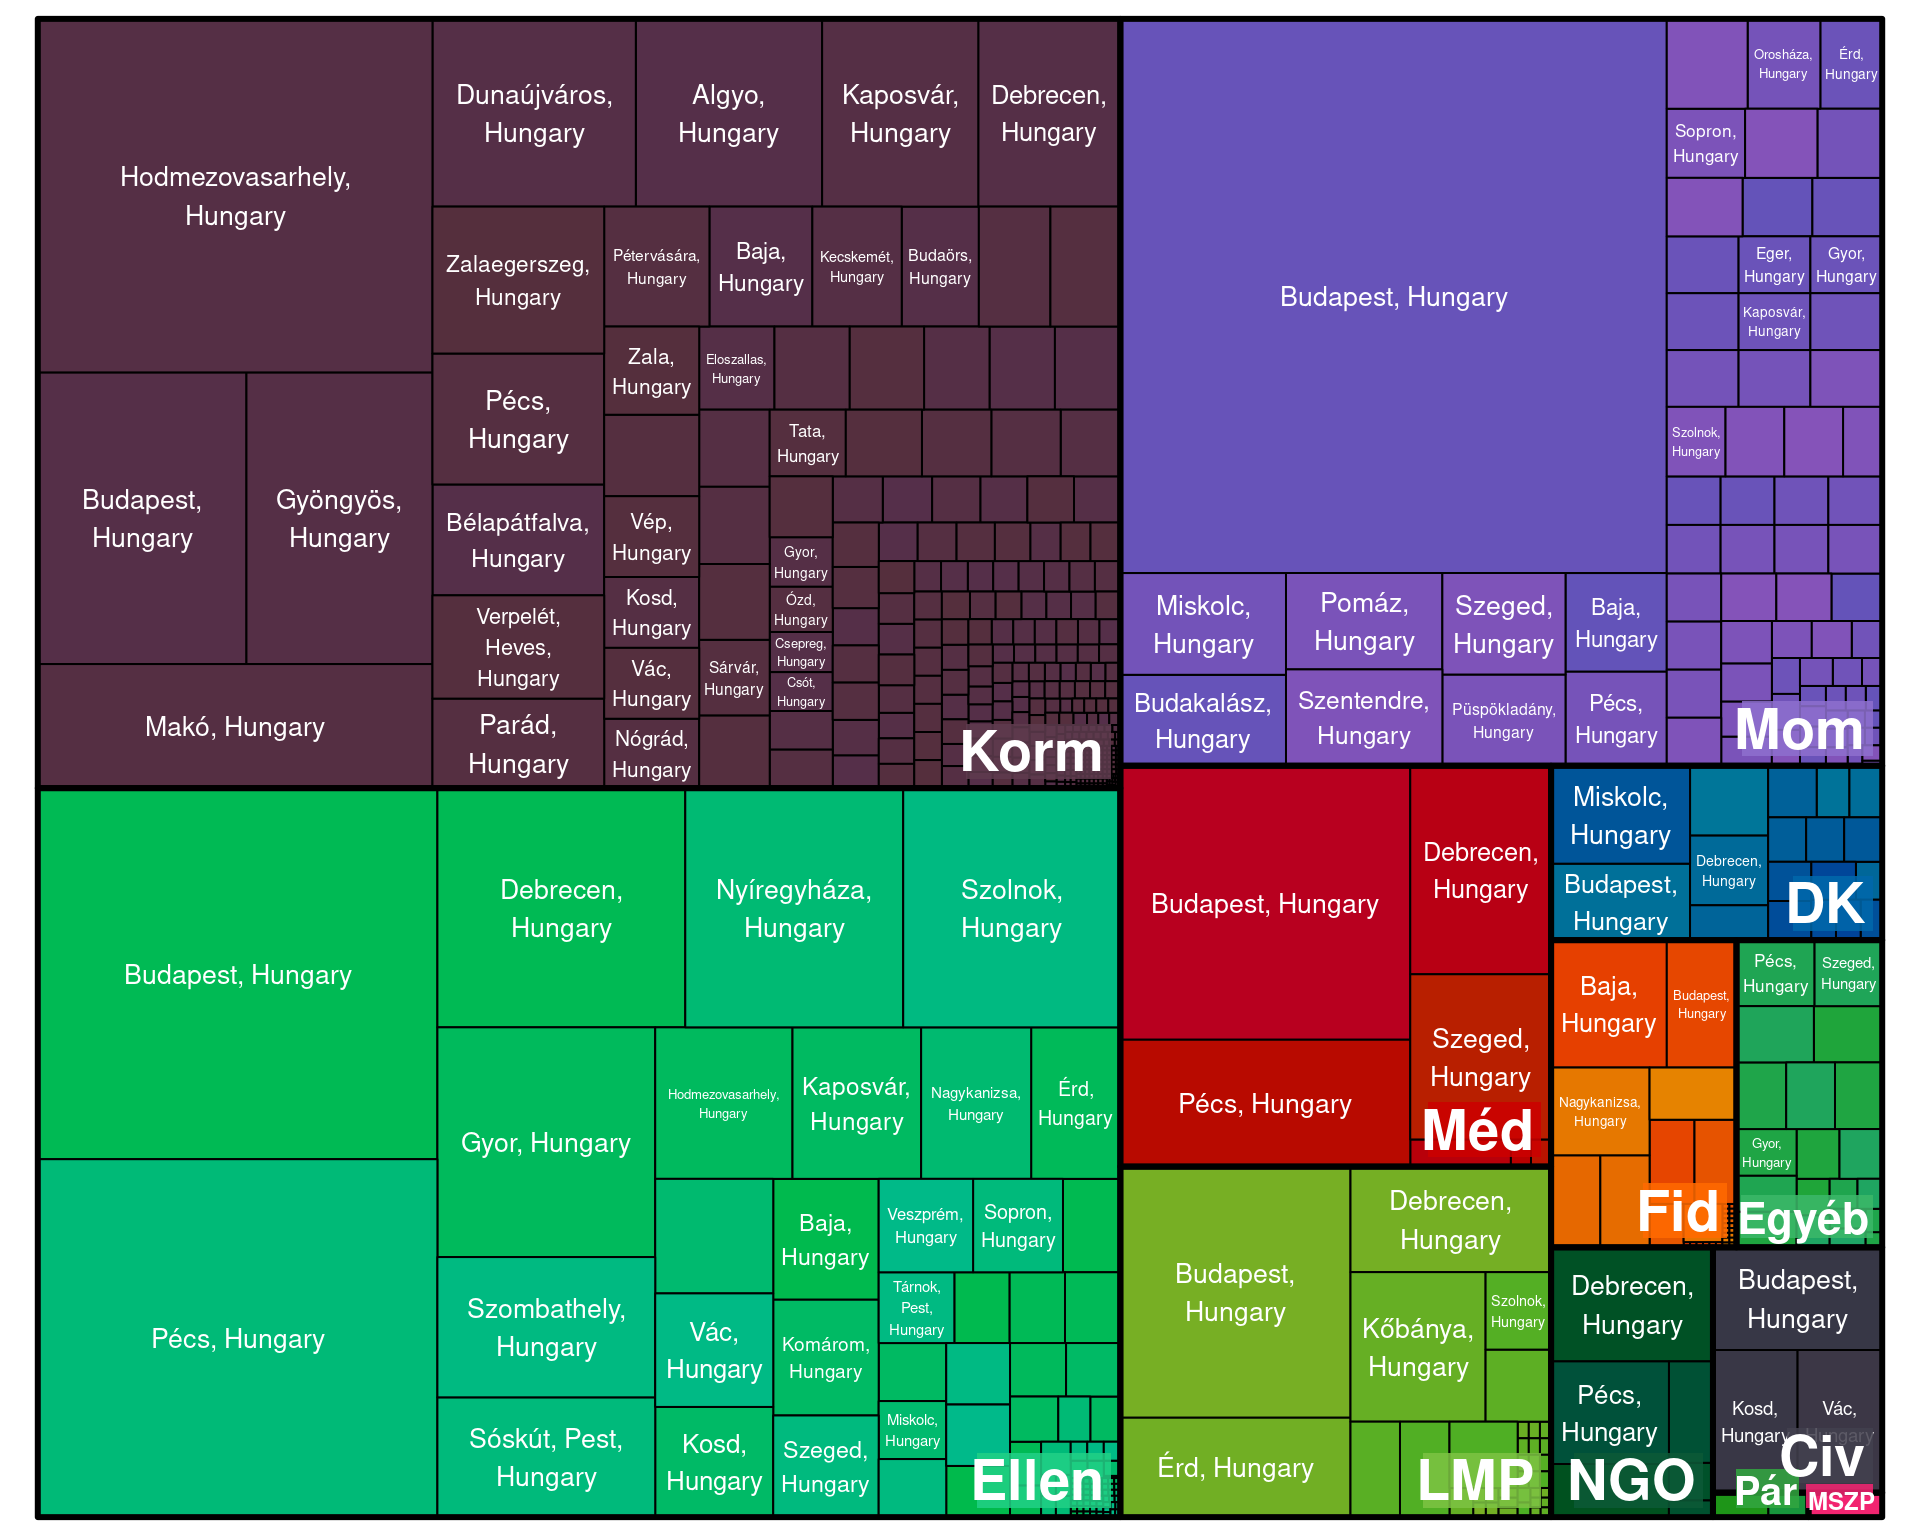 Hodmezovasarhely,
Hungary
Budapest,
Hungary
Gyöngyös,
Hungary
Makó, Hungary
Dunaújváros,
Hungary
Algyo,
Hungary
Kaposvár,
Hungary
Debrecen,
Hungary
Zalaegerszeg,
Hungary
Pétervására,
Hungary
Baja,
Hungary
Kecskemét,
Hungary
Budaörs,
Hungary
Pécs,
Hungary
Zala,
Hungary
Eloszallas,
Hungary
Tata,
Hungary
Bélapátfalva,
Hungary
Vép,
Hungary
Gyor,
Hungary
Verpelét,
Heves,
Hungary
Kosd,
Hungary
Ózd,
Hungary
Csepreg,
Hungary
Vác,
Hungary
Sárvár,
Hungary
Csót,
Hungary
Parád,
Hungary
Nógrád,
Hungary
Korm
Budapest, Hungary
Orosháza,
Hungary
Érd,
Hungary
Sopron,
Hungary
Eger,
Hungary
Gyor,
Hungary
Kaposvár,
Hungary
Szolnok,
Hungary
Miskolc,
Hungary
Pomáz,
Hungary
Szeged,
Hungary
Baja,
Hungary
Budakalász,
Hungary
Szentendre,
Hungary
Püspökladány,
Hungary
Pécs,
Hungary
Mom
Budapest, Hungary
Pécs, Hungary
Debrecen,
Hungary
Nyíregyháza,
Hungary
Szolnok,
Hungary
Gyor, Hungary
Hodmezovasarhely,
Hungary
Kaposvár,
Hungary
Nagykanizsa,
Hungary
Érd,
Hungary
Szombathely,
Hungary
Sóskút, Pest,
Hungary
Vác,
Hungary
Kosd,
Hungary
Baja,
Hungary
Komárom,
Hungary
Szeged,
Hungary
Veszprém,
Hungary
Sopron,
Hungary
Tárnok,
Pest,
Hungary
Miskolc,
Hungary
Ellen
Budapest, Hungary
Pécs, Hungary
Debrecen,
Hungary
Szeged,
Hungary
Méd
Miskolc,
Hungary
Budapest,
Hungary
Debrecen,
Hungary
DK
Baja,
Hungary
Budapest,
Hungary
Nagykanizsa,
Hungary
Fid
Pécs,
Hungary
Szeged,
Hungary
Gyor,
Hungary
Egyéb
Budapest,
Hungary
Érd, Hungary
Debrecen,
Hungary
Kőbánya,
Hungary
Szolnok,
Hungary
LMP
Debrecen,
Hungary
Pécs,
Hungary
NGO
Budapest,
Hungary
Kosd,
Hungary
Vác,
Hungary
Civ
Pár
MSZP